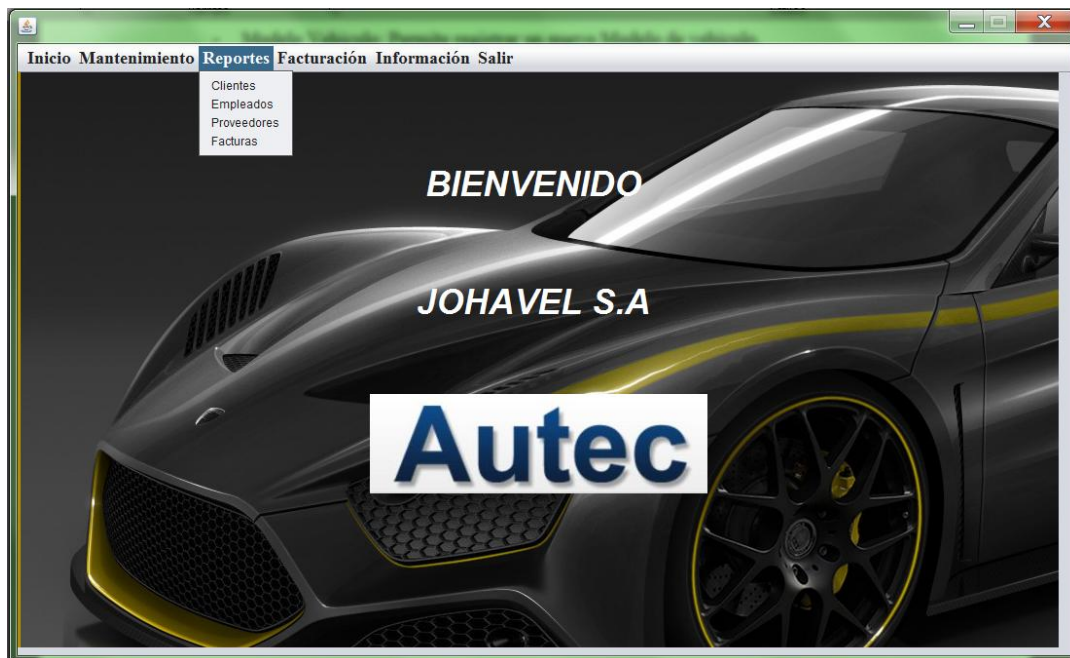 Inicio Mantenimiento Reportes Facturación Información Salir
Clientes
Empleados
Proveedores
Facturas
BIENVENIDO
JOHAVEL S.A
Autec